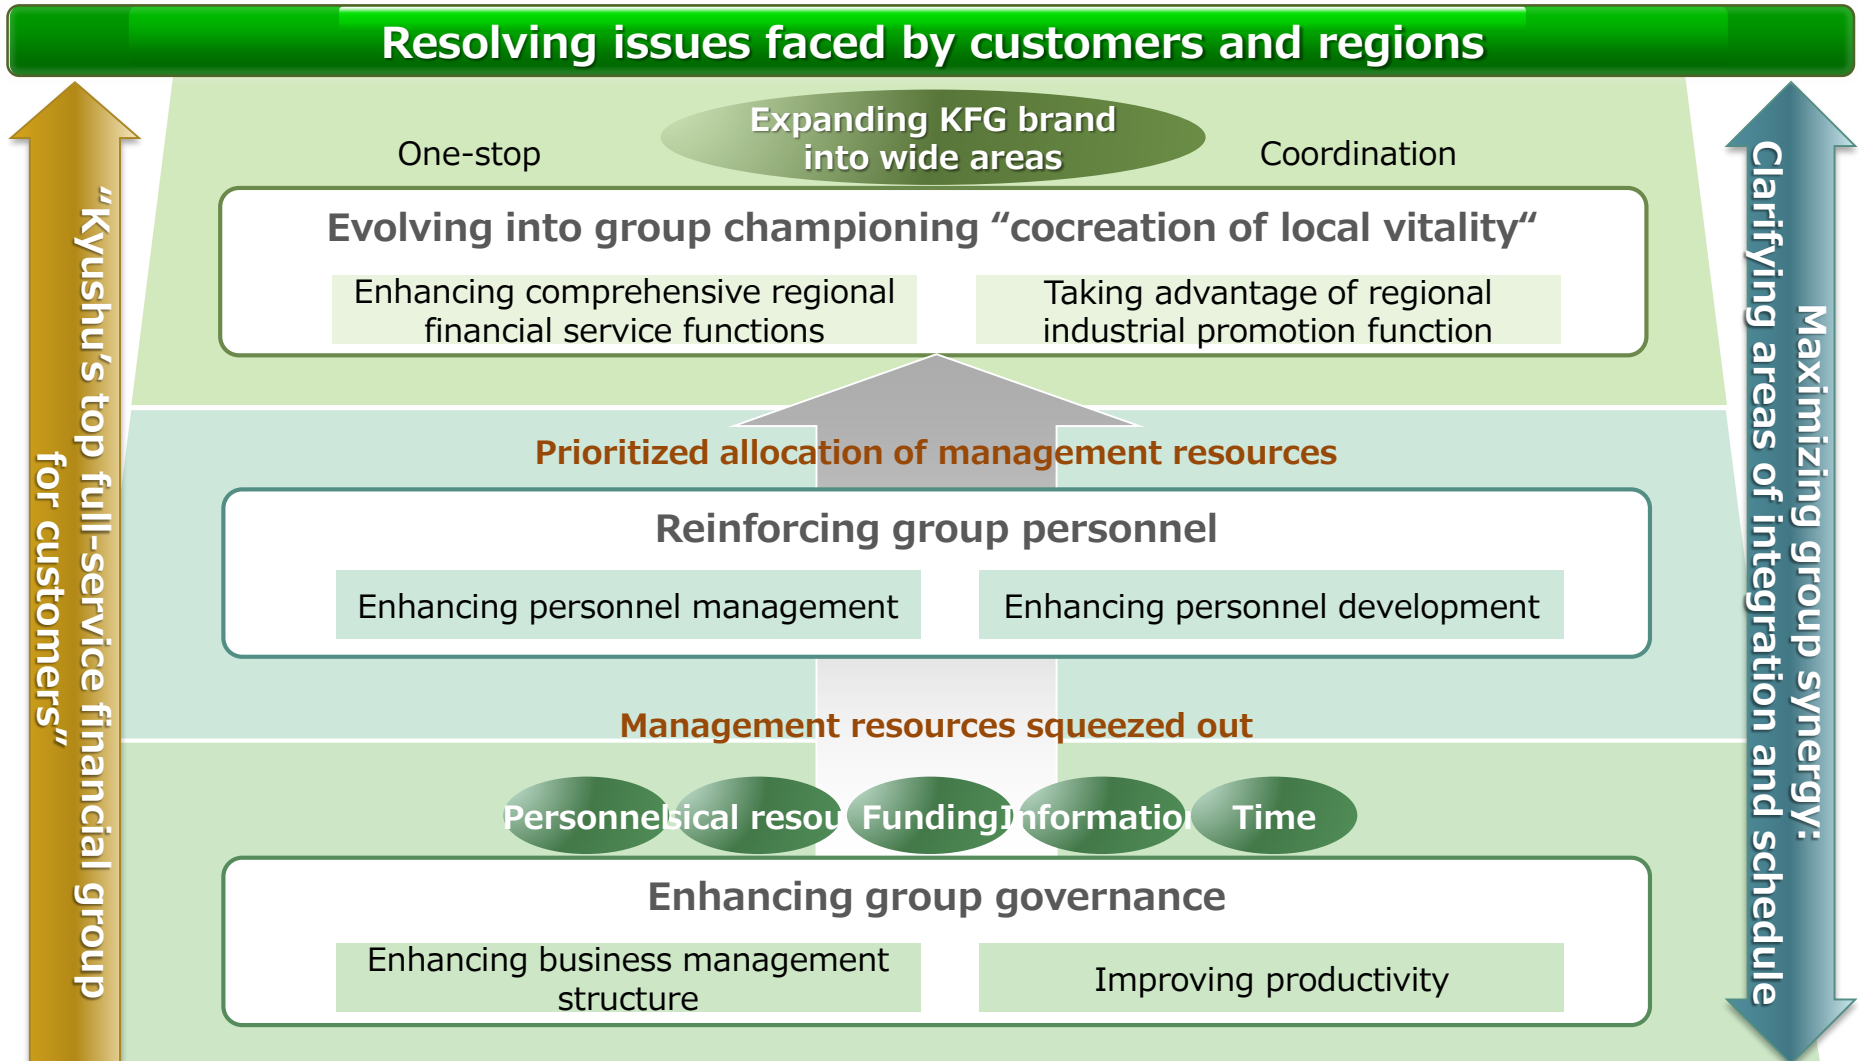 Resolving issues faced by customers and regions
Expanding KFG brand
into wide areas
One-stop
Coordination
Evolving into group championing “cocreation of local vitality“
Enhancing comprehensive regional
financial service functions
Taking advantage of regional
industrial promotion function
Prioritized allocation of management resources
Reinforcing group personnel
Enhancing personnel management
Enhancing personnel development
Management resources squeezed out
Personnel
sical resou
Funding
Information
Time
Enhancing group governance
Enhancing business management
structure
Improving productivity
“Kyushu’s top full-service financial group
for customers”
Maximizing group synergy:
Clarifying areas of integration and schedule